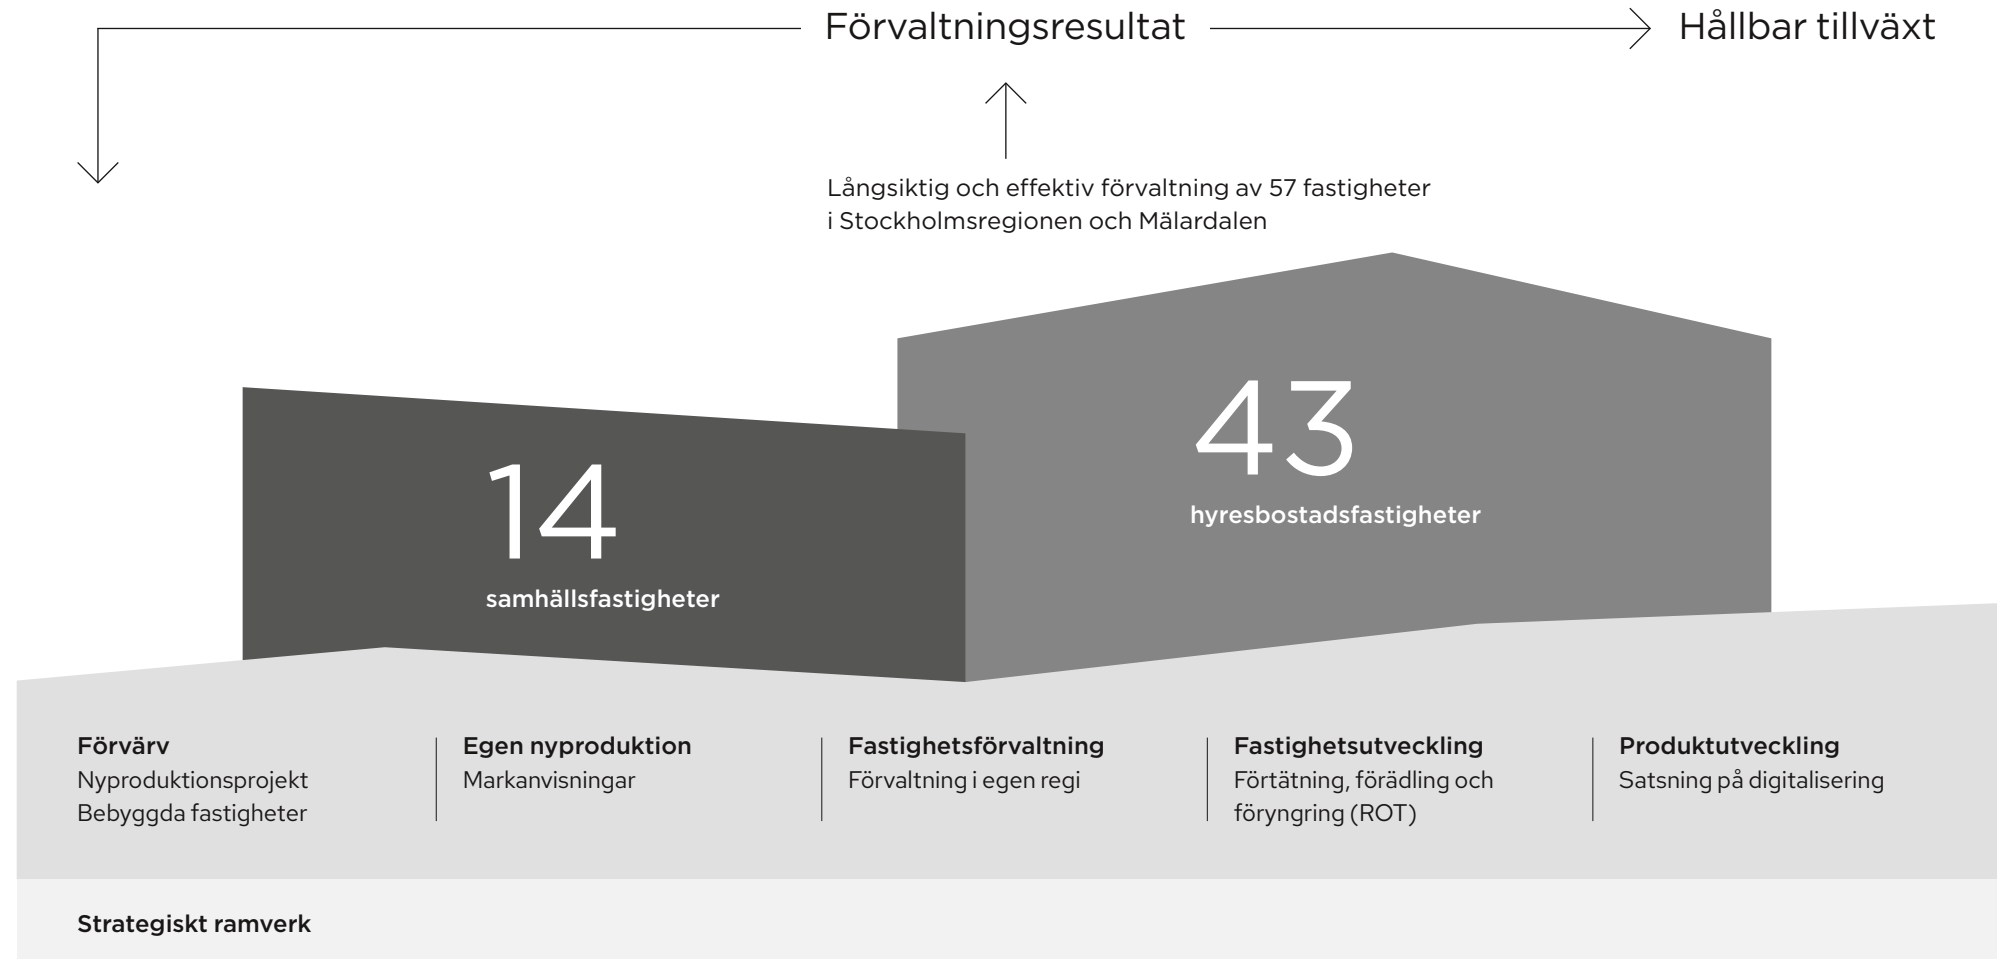 Förvaltningsresultat
Hållbar tillväxt
Långsiktig och effektiv förvaltning av 57 fastigheter
i Stockholmsregionen och Mälardalen
14
samhällsfastigheter
43
hyresbostadsfastigheter
Förvärv
Nyproduktionsprojekt
Bebyggda fastigheter
Egen nyproduktion
Markanvisningar
Fastighetsförvaltning
Förvaltning i egen regi
Fastighetsutveckling
Förtätning, förädling och
föryngring (ROT)
Produktutveckling
Satsning på digitalisering
Strategiskt ramverk